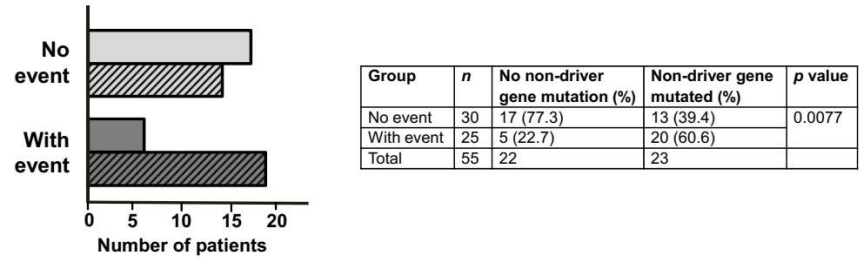 No
event
With
event
0 5 10 15 20
Number of patients
Group n No non-driver gene mutation (%) Non-driver gene mutated (%) p value
No event 30 17 (77.3) 13 (39.4) 0.0077
With event 25 5 (22.7) 20 (60.6)
Total 55 22 23